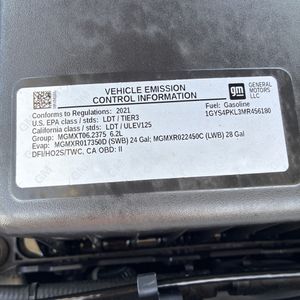 VEHICLE EMISSION
CONTROL INFORMATION
gm GENERAL
MOTORS
LLC
Conforms to Regulations: 2021
Fuel: Gasoline
U.S. EPA class / stds: LDT / TIER3
1GYS4PKL3MR456180
California class / stds: LDT / ULEV125
Group: MGMXT06.2375 6.2L
Evap: MGMXR017350D (SWB) 24 Gal; MGMXR022450C (LWB) 28 Gal
DFI/HO2S/TWC, CA OBD: II